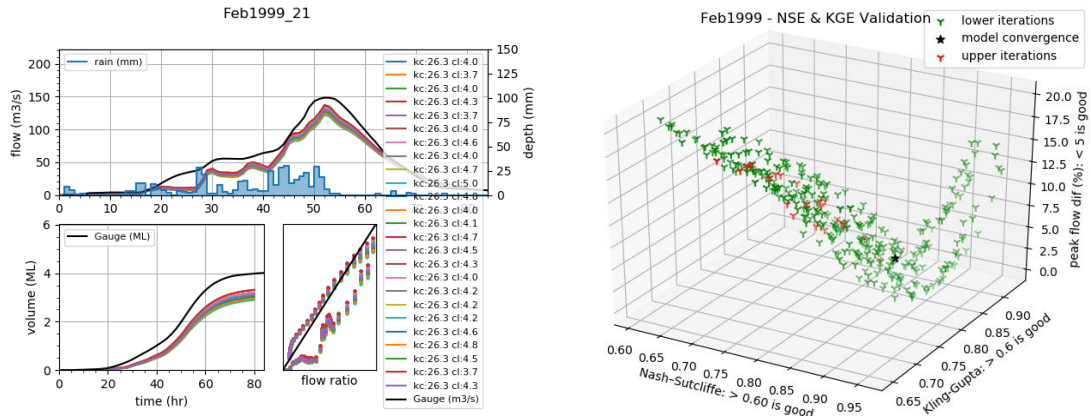 Feb1999_21
rain (mm)
flow (m3/s)
200
150
100
50
0
0
10
20
30
40
50
60
150
125
100
75
50
25
0
depth (mm)
kc:26.3 cl:4.0
kc:26.3 cl:3.7
kc:26.3 cl:4.0
kc:26.3 cl:4.3
kc:26.3 cl:3.7
kc:26.3 cl:4.0
kc:26.3 cl:4.6
kc:26.3 cl:4.0
kc:26.3 cl:4.7
kc:26.3 cl:5.0
kc:26.3 cl:4.8
kc:26.3 cl:4.1
kc:26.3 cl:4.7
kc:26.3 cl:4.5
kc:26.3 cl:4.3
kc:26.3 cl:4.0
kc:26.3 cl:4.2
kc:26.3 cl:4.2
kc:26.3 cl:4.2
kc:26.3 cl:4.6
kc:26.3 cl:4.8
kc:26.3 cl:4.5
kc:26.3 cl:3.7
kc:26.3 cl:4.3
Gauge (m3/s)
Gauge (ML)
volume (ML)
6
4
2
0
0
20
40
60
80
time (hr)
flow ratio
Feb1999 - NSE & KGE Validation
lower iterations
model convergence
upper iterations
20.0
17.5
15.0
12.5
10.0
7.5
5.0
2.5
0.0
peak flow dif (%): < 5 is good
0.60
0.65
0.70
0.75
0.80
0.85
0.90
0.95
Nash–Sutcliffe: > 0.60 is good
0.65
0.70
0.75
0.80
0.85
0.90
Kling-Gupta: > 0.6 is good